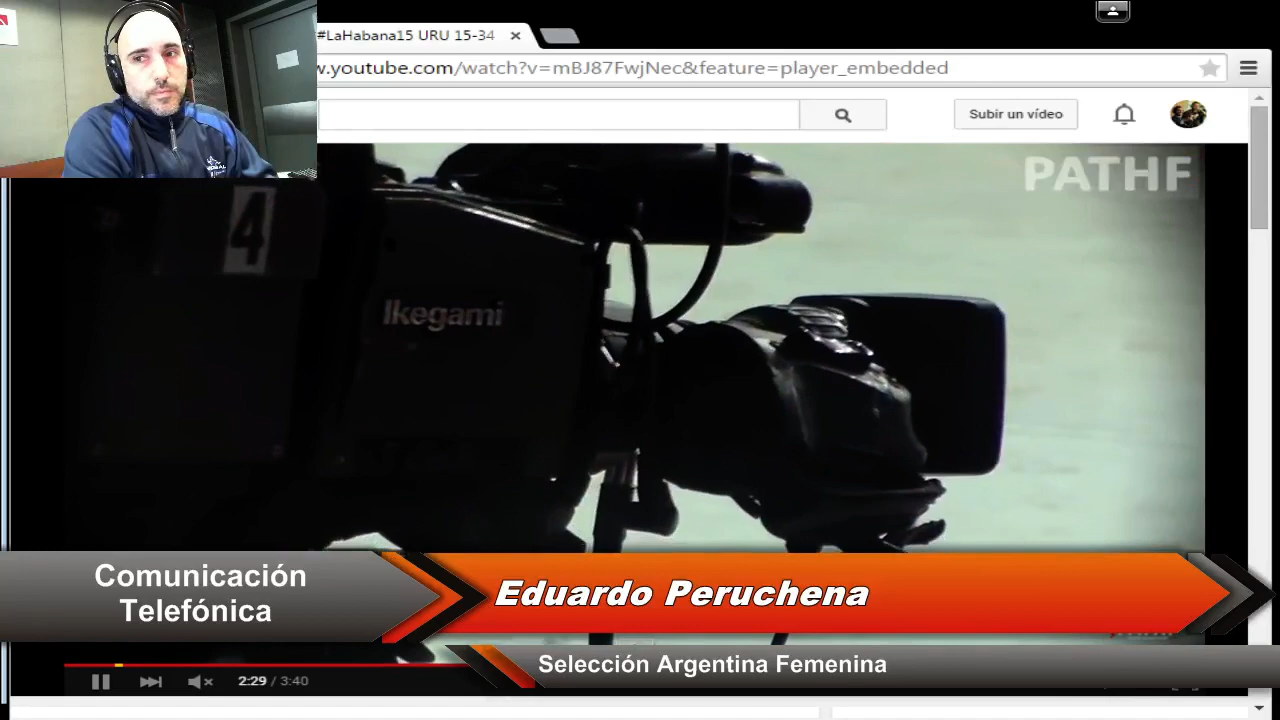 #LaHabana15 URU 15-34
w.youtube.com/watch?v=mBJ87FwjNec&feature=player_embedded
Subir un vídeo
PATHF
4
Ikegami
Comunicación
Telefónica
Eduardo Peruchena
Selección Argentina Femenina
2:29 / 3:40